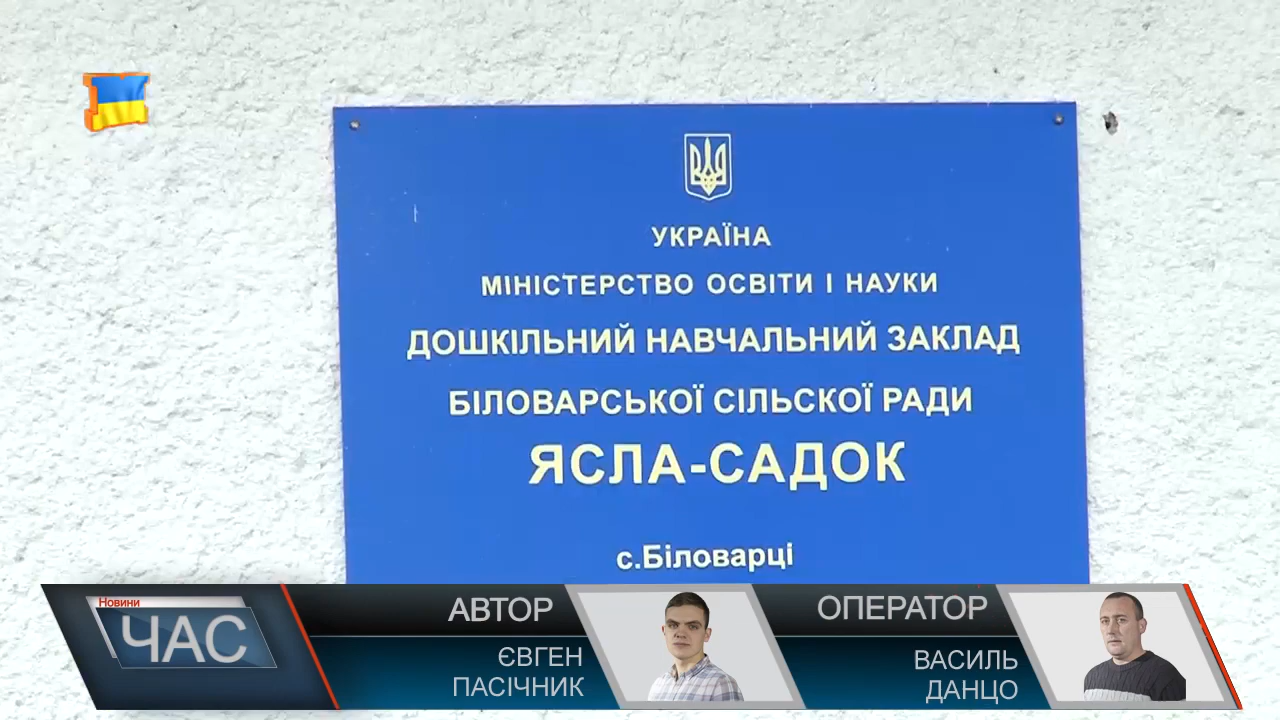 УКРАЇНА
МІНІСТЕРСТВО ОСВІТИ І НАУКИ
ДОШКІЛЬНИЙ НАВЧАЛЬНИЙ ЗАКЛАД
БІЛОВАРСЬКОЇ СІЛЬСКОЇ РАДИ
ЯСЛА-САДОК
с.Біловарці
Новини
ЧАС
АВТОР
ЄВГЕН
ПАСІЧНИК
ОПЕРАТОР
ВАСИЛЬ
ДАНЦО